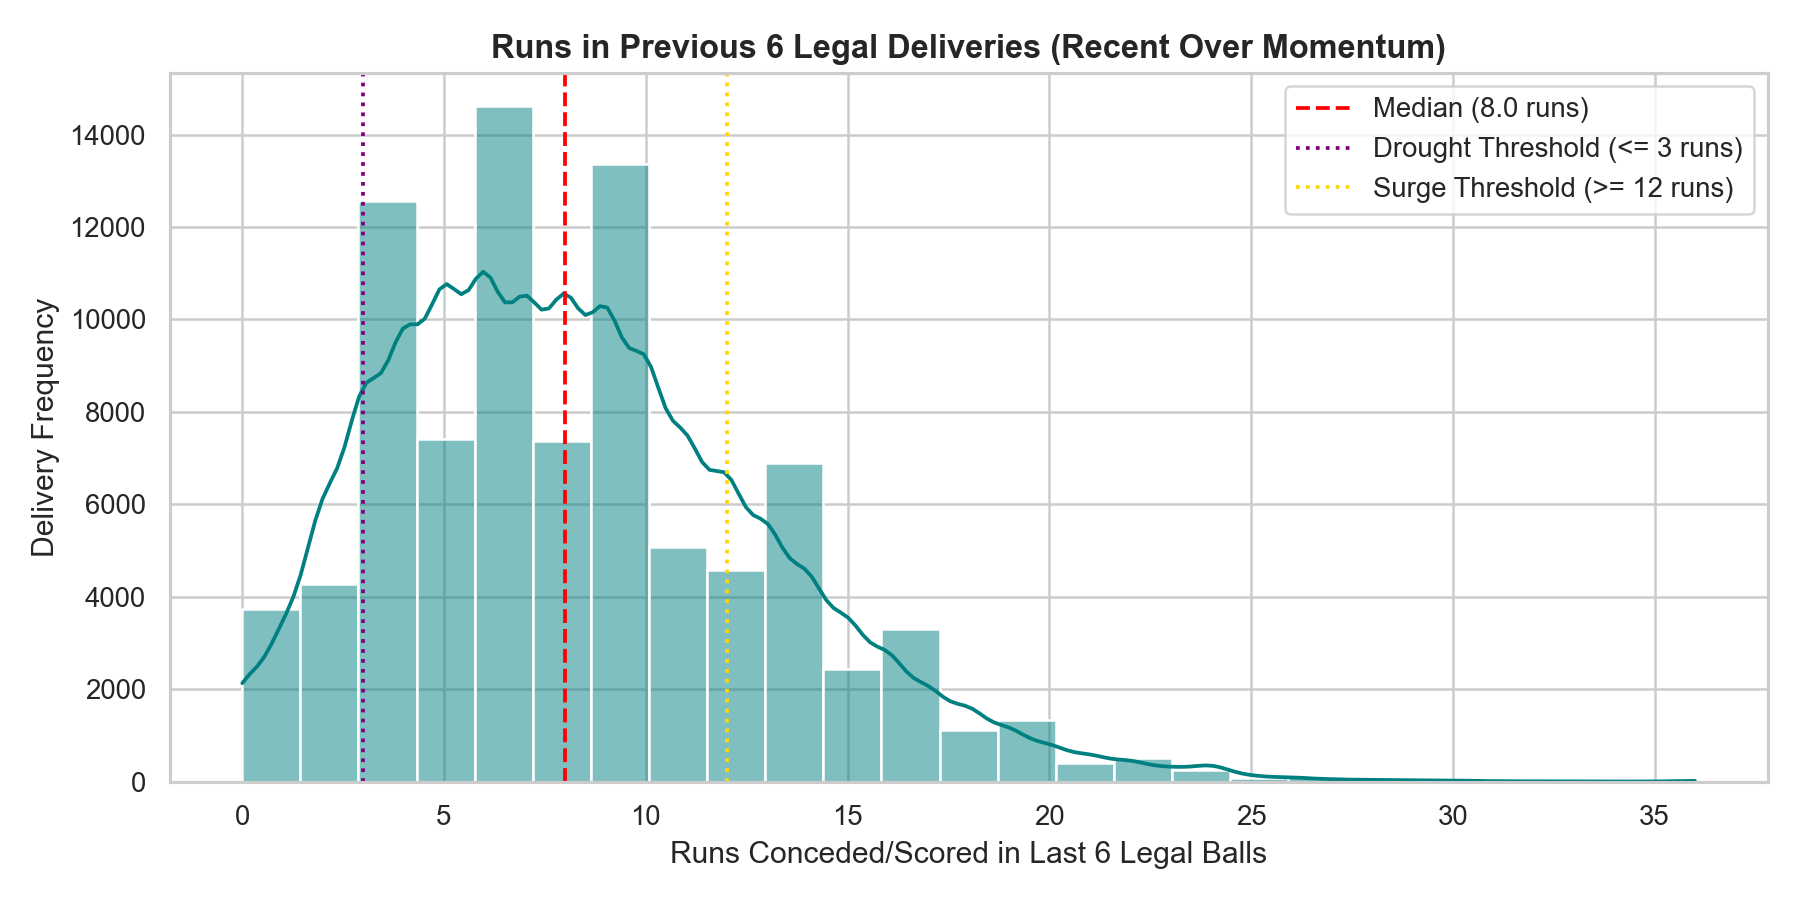 Runs in Previous 6 Legal Deliveries (Recent Over Momentum)
Median (8.0 runs)
Drought Threshold (<= 3 runs)
Surge Threshold (>= 12 runs)
Delivery Frequency
14000
12000
10000
8000
6000
4000
2000
0
0 5 10 15 20 25 30 35
Runs Conceded/Scored in Last 6 Legal Balls